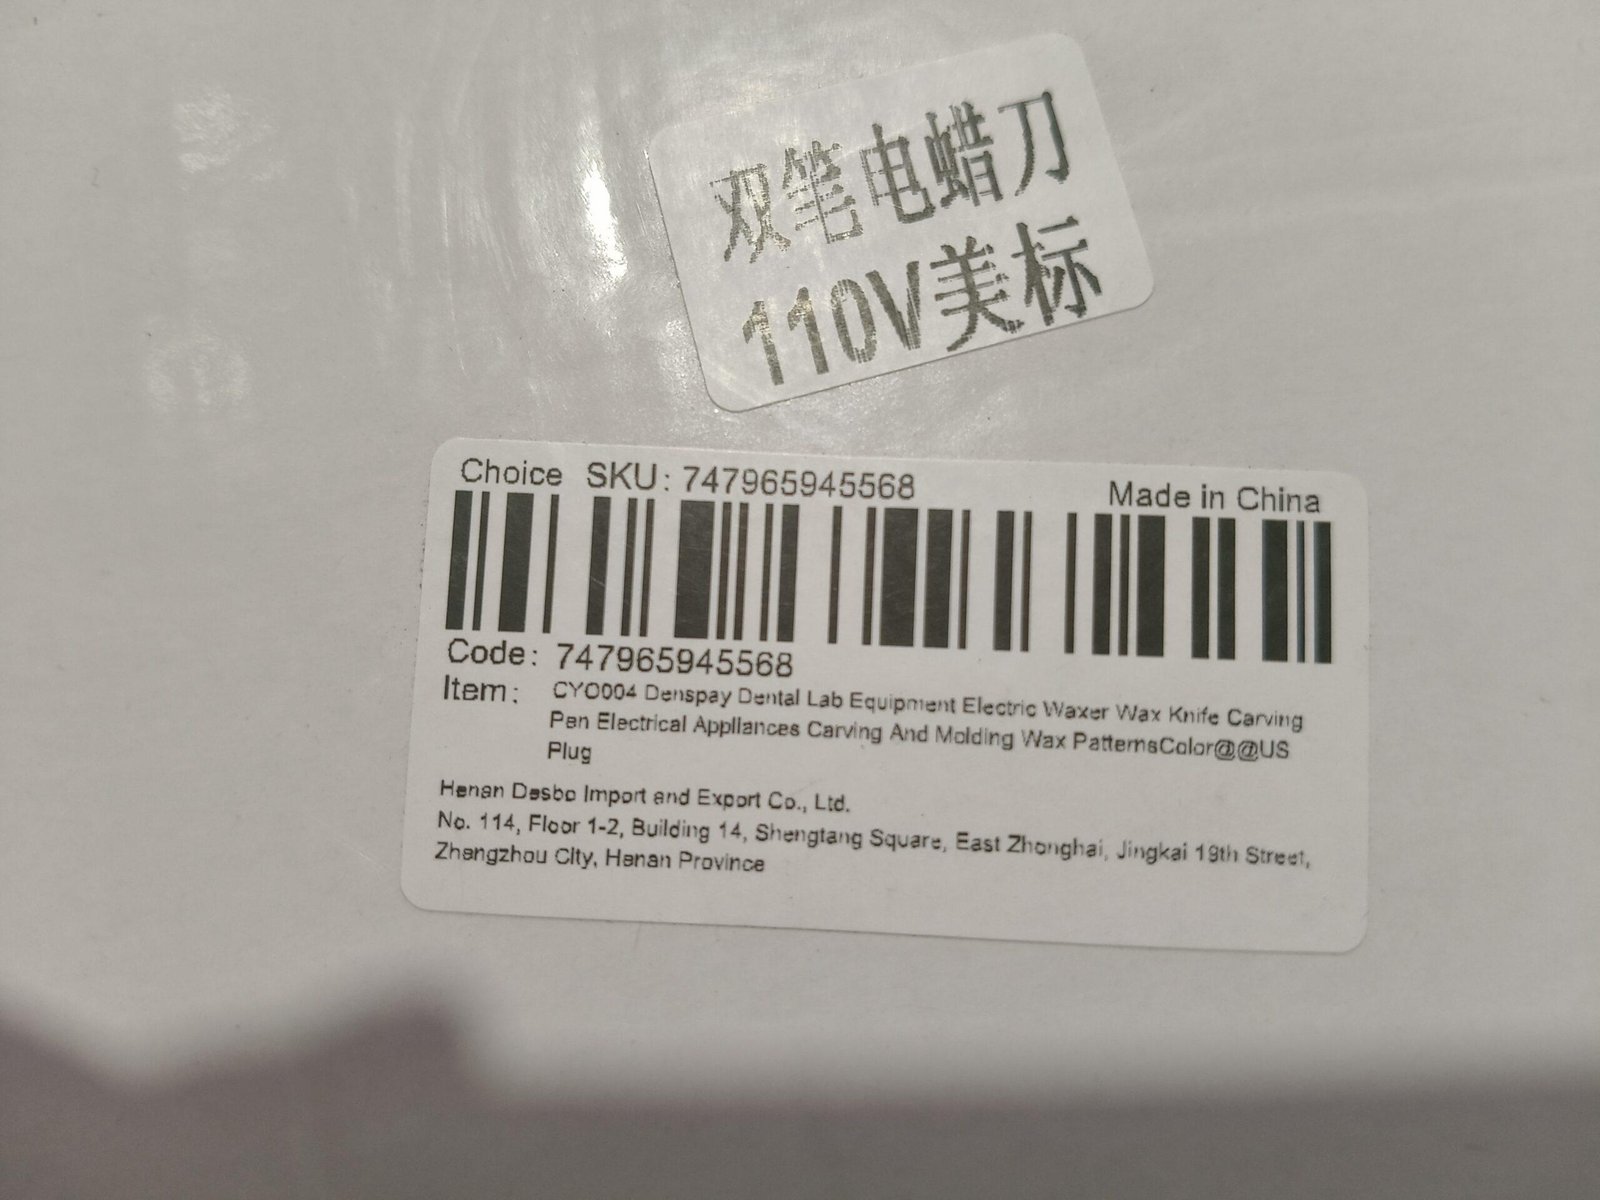 双笔电蜡刀
110V美标
Choice SKU: 747965945568
Made in China
Code: 747965945568
Item: CYO004 Denspay Dental Lab Equipment Electric Waxer Wax Knife Carving
Pen Electrical Appliances Carving And Molding Wax PatternsColor@@US
Plug
Henan Desbo Import and Export Co., Ltd.
No. 114, Floor 1-2, Building 14, Shengtang Square, East Zhonghai, Jingkai 19th Street,
Zhengzhou City, Henan Province